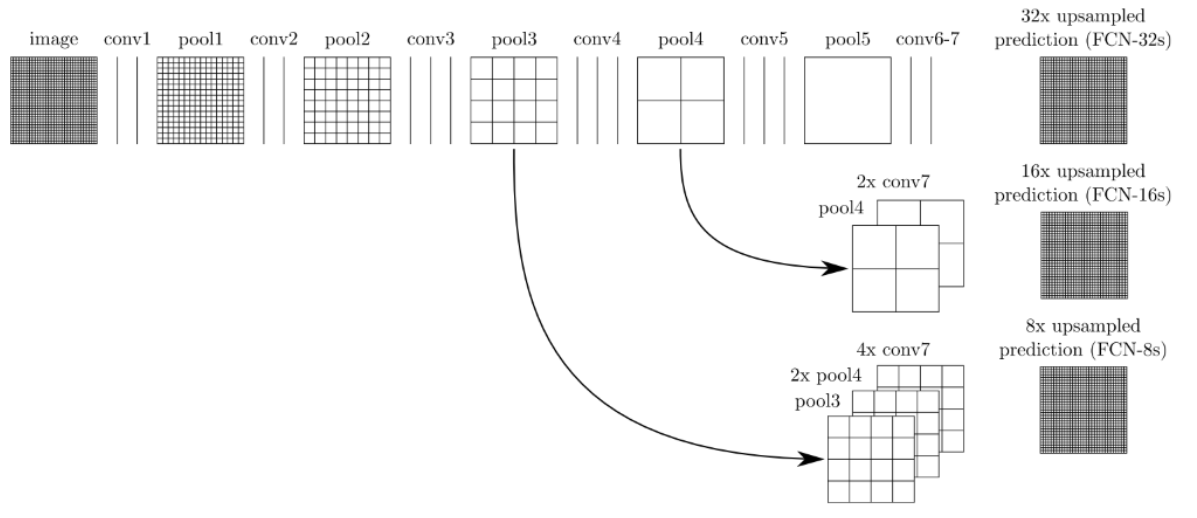 image conv1 pool1 conv2 pool2 conv3 pool3 conv4 pool4 conv5 pool5 conv6-7
32x upsampled
prediction (FCN-32s)
2x conv7
pool4
16x upsampled
prediction (FCN-16s)
4x conv7
2x pool4
pool3
8x upsampled
prediction (FCN-8s)